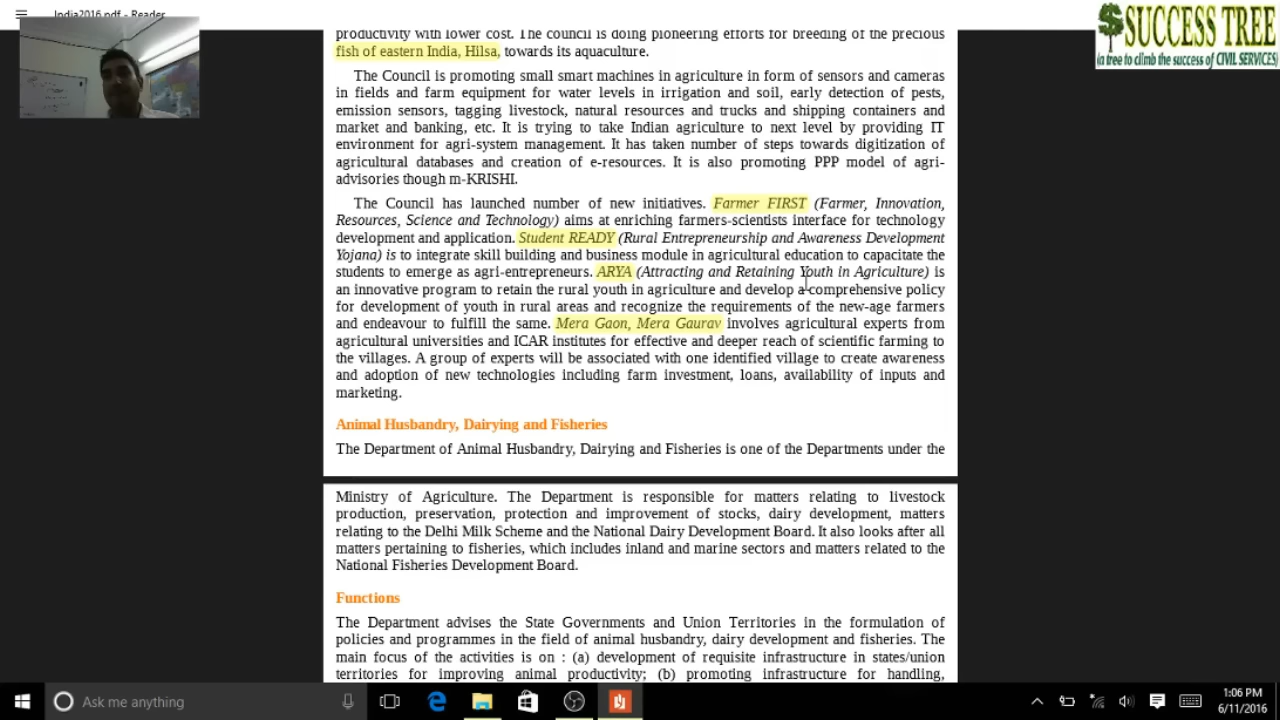 India2016.pdf - Reader
SUCCESS TREE
(a tree to climb the success of CIVIL SERVICES)
productivity with lower cost. The council is doing pioneering efforts for breeding of the precious
fish of eastern India, Hilsa, towards its aquaculture.
The Council is promoting small smart machines in agriculture in form of sensors and cameras
in fields and farm equipment for water levels in irrigation and soil, early detection of pests,
emission sensors, tagging livestock, natural resources and trucks and shipping containers and
market and banking, etc. It is trying to take Indian agriculture to next level by providing IT
environment for agri-system management. It has taken number of steps towards digitization of
agricultural databases and creation of e-resources. It is also promoting PPP model of agri-
advisories though m-KRISHI.
The Council has launched number of new initiatives. Farmer FIRST (Farmer, Innovation,
Resources, Science and Technology) aims at enriching farmers-scientists interface for technology
development and application. Student READY (Rural Entrepreneurship and Awareness Development
Yojana) is to integrate skill building and business module in agricultural education to capacitate the
students to emerge as agri-entrepreneurs. ARYA (Attracting and Retaining Youth in Agriculture) is
an innovative program to retain the rural youth in agriculture and develop a comprehensive policy
for development of youth in rural areas and recognize the requirements of the new-age farmers
and endeavour to fulfill the same. Mera Gaon, Mera Gaurav involves agricultural experts from
agricultural universities and ICAR institutes for effective and deeper reach of scientific farming to
the villages. A group of experts will be associated with one identified village to create awareness
and adoption of new technologies including farm investment, loans, availability of inputs and
marketing.
Animal Husbandry, Dairying and Fisheries
The Department of Animal Husbandry, Dairying and Fisheries is one of the Departments under the
Ministry of Agriculture. The Department is responsible for matters relating to livestock
production, preservation, protection and improvement of stocks, dairy development, matters
relating to the Delhi Milk Scheme and the National Dairy Development Board. It also looks after all
matters pertaining to fisheries, which includes inland and marine sectors and matters related to the
National Fisheries Development Board.
Functions
The Department advises the State Governments and Union Territories in the formulation of
policies and programmes in the field of animal husbandry, dairy development and fisheries. The
main focus of the activities is on : (a) development of requisite infrastructure in states/union
territories for improving animal productivity; (b) promoting infrastructure for handling,
Ask me anything
1:06 PM
6/11/2016